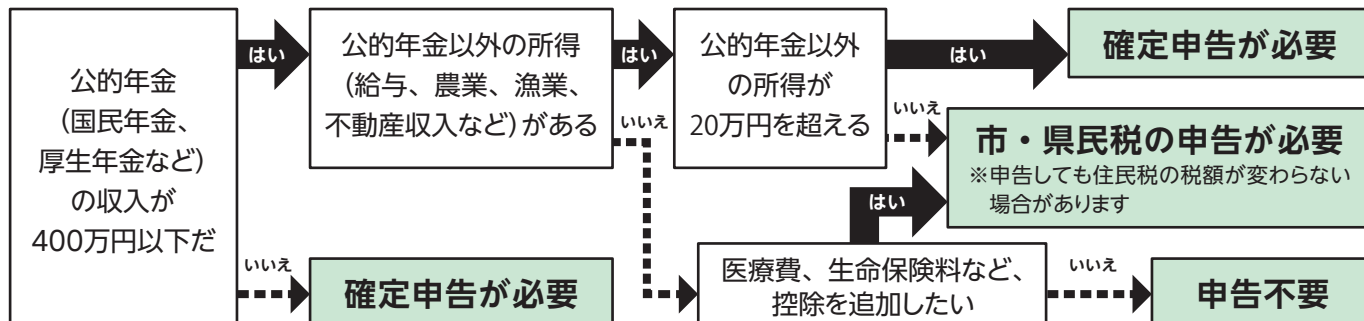 公的年金
(国民年金、
厚生年金など)
の収入が
400万円以下だ
はい
公的年金以外の所得
(給与、農業、漁業、
不動産収入など)がある
はい
公的年金以外
の所得が
20万円を超える
はい
確定申告が必要
いいえ
市・県民税の申告が必要
※申告しても住民税の税額が変わらない
場合があります
いいえ
医療費、生命保険料など、
控除を追加したい
はい
いいえ
申告不要
いいえ
確定申告が必要